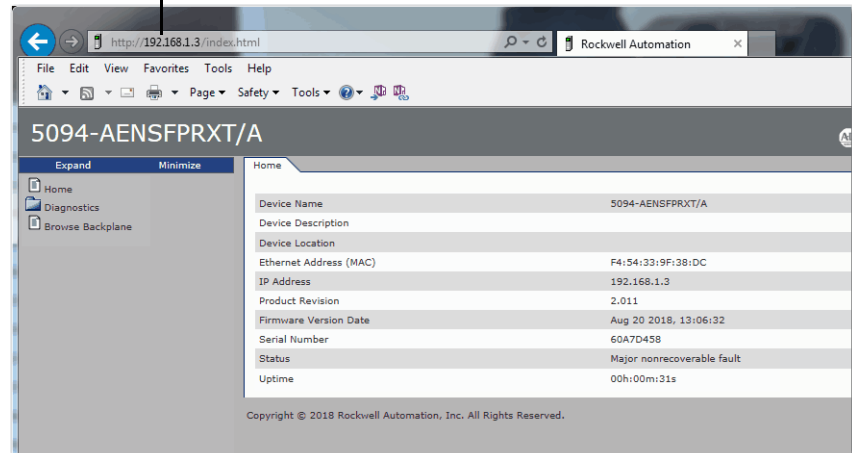 http://192.168.1.3/index.html
Rockwell Automation
File Edit View Favorites Tools Help
Page Safety Tools
5094-AENSFPRXT/A
Expand Minimize
Home
Home
Diagnostics
Browse Backplane
Device Name 5094-AENSFPRXT/A
Device Description
Device Location
Ethernet Address (MAC) F4:54:33:9F:38:DC
IP Address 192.168.1.3
Product Revision 2.011
Firmware Version Date Aug 20 2018, 13:06:32
Serial Number 60A7D458
Status Major nonrecoverable fault
Uptime 00h:00m:31s
Copyright © 2018 Rockwell Automation, Inc. All Rights Reserved.